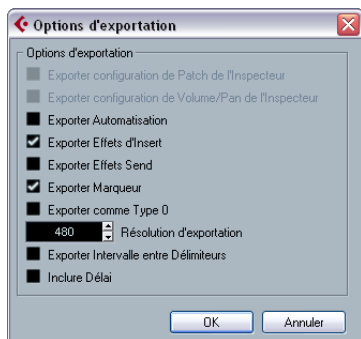 Options d'exportation
Options d'exportation
Exporter configuration de Patch de l'Inspecteur
Exporter configuration de Volume/Pan de l'Inspecteur
Exporter Automatisation
Exporter Effets d'Insert
Exporter Effets Send
Exporter Marqueur
Exporter comme Type 0
480 Résolution d'exportation
Exporter Intervalle entre Délimiteurs
Inclure Délai
OK Annuler